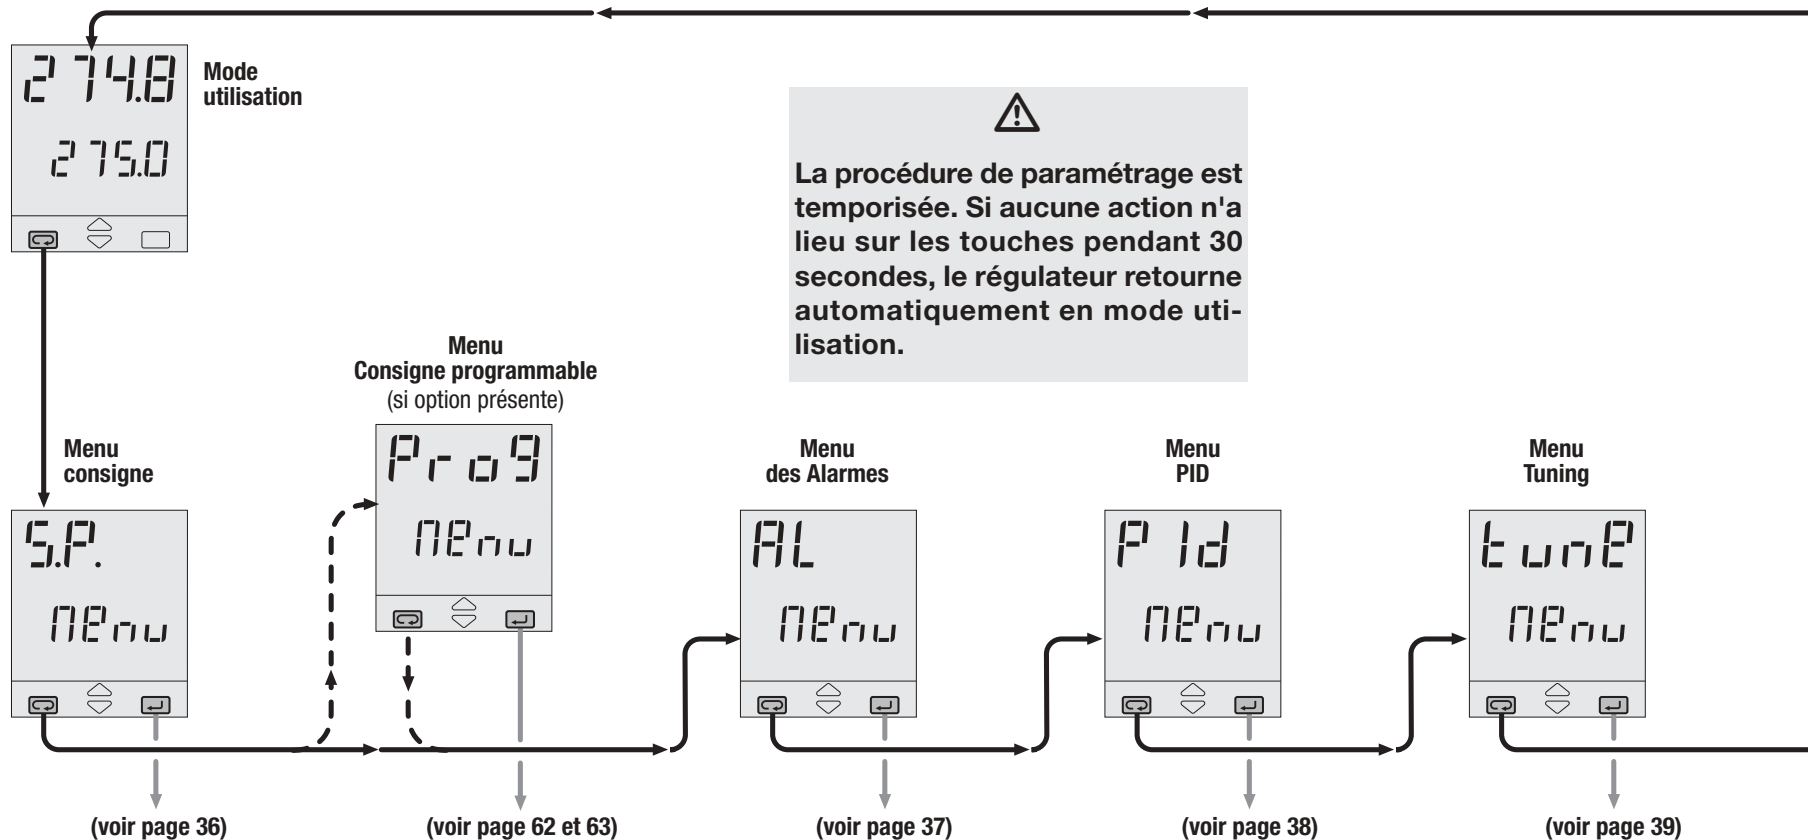 274.8
275.0
Mode
utilisation
La procédure de paramétrage est
temporisée. Si aucune action n'a
lieu sur les touches pendant 30
secondes, le régulateur retourne
automatiquement en mode uti-
lisation.
Menu
consigne
S.P.
MEnu
(voir page 36)
Menu
Consigne programmable
(si option présente)
Prog
MEnu
(voir page 62 et 63)
Menu
des Alarmes
AL
MEnu
(voir page 37)
Menu
PID
PId
MEnu
(voir page 38)
Menu
Tuning
tunE
MEnu
(voir page 39)